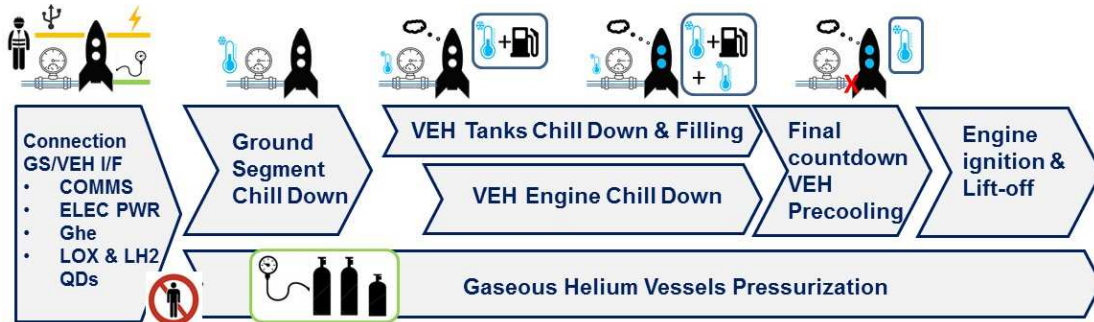 Connection
GS/VEH I/F
• COMMS
• ELEC PWR
• Ghe
• LOX & LH2
QDs
Ground
Segment
Chill Down
VEH Tanks Chill Down & Filling
VEH Engine Chill Down
Final
countdown
VEH
Precooling
Engine
ignition &
Lift-off
Gaseous Helium Vessels Pressurization